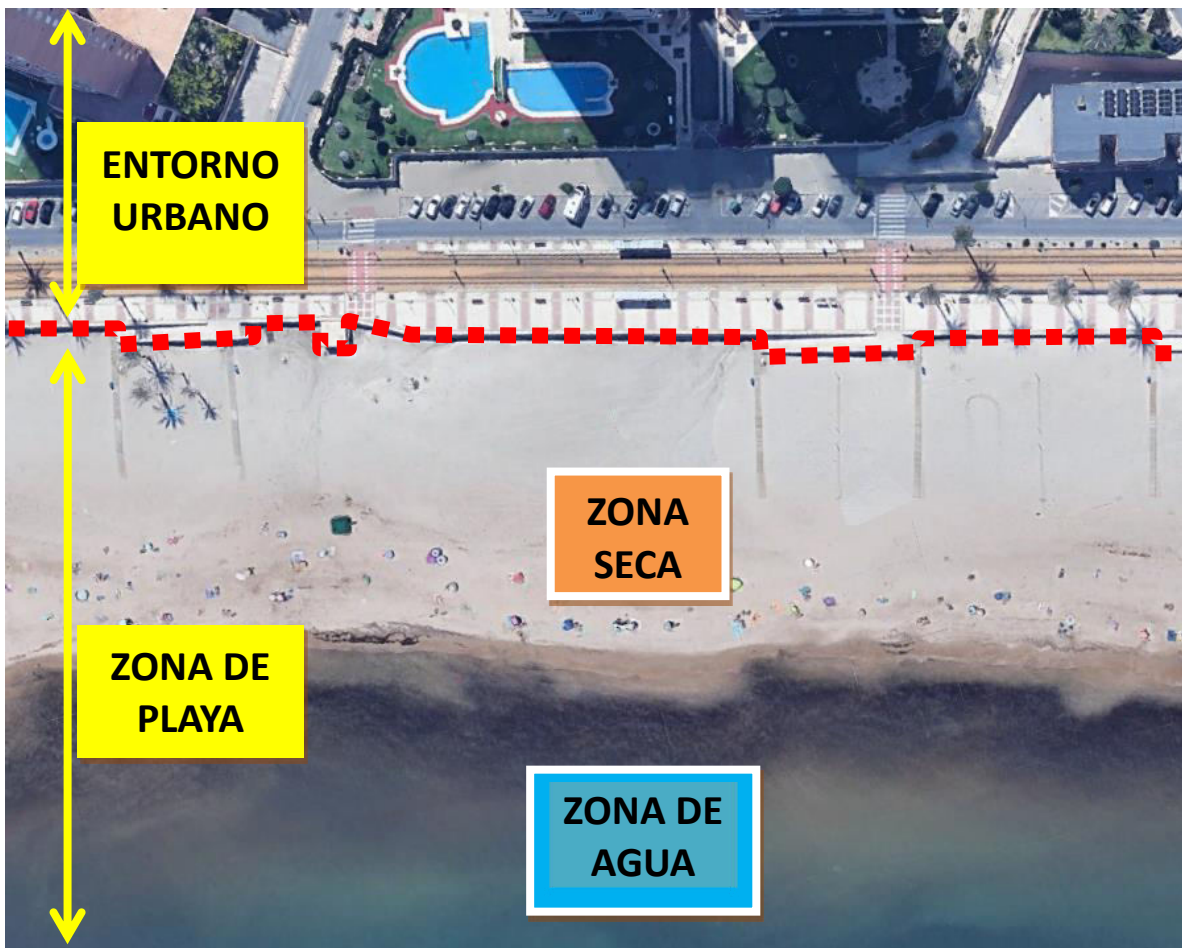 ENTORNO
URBANO
ZONA
SECA
ZONA DE
PLAYA
ZONA DE
AGUA